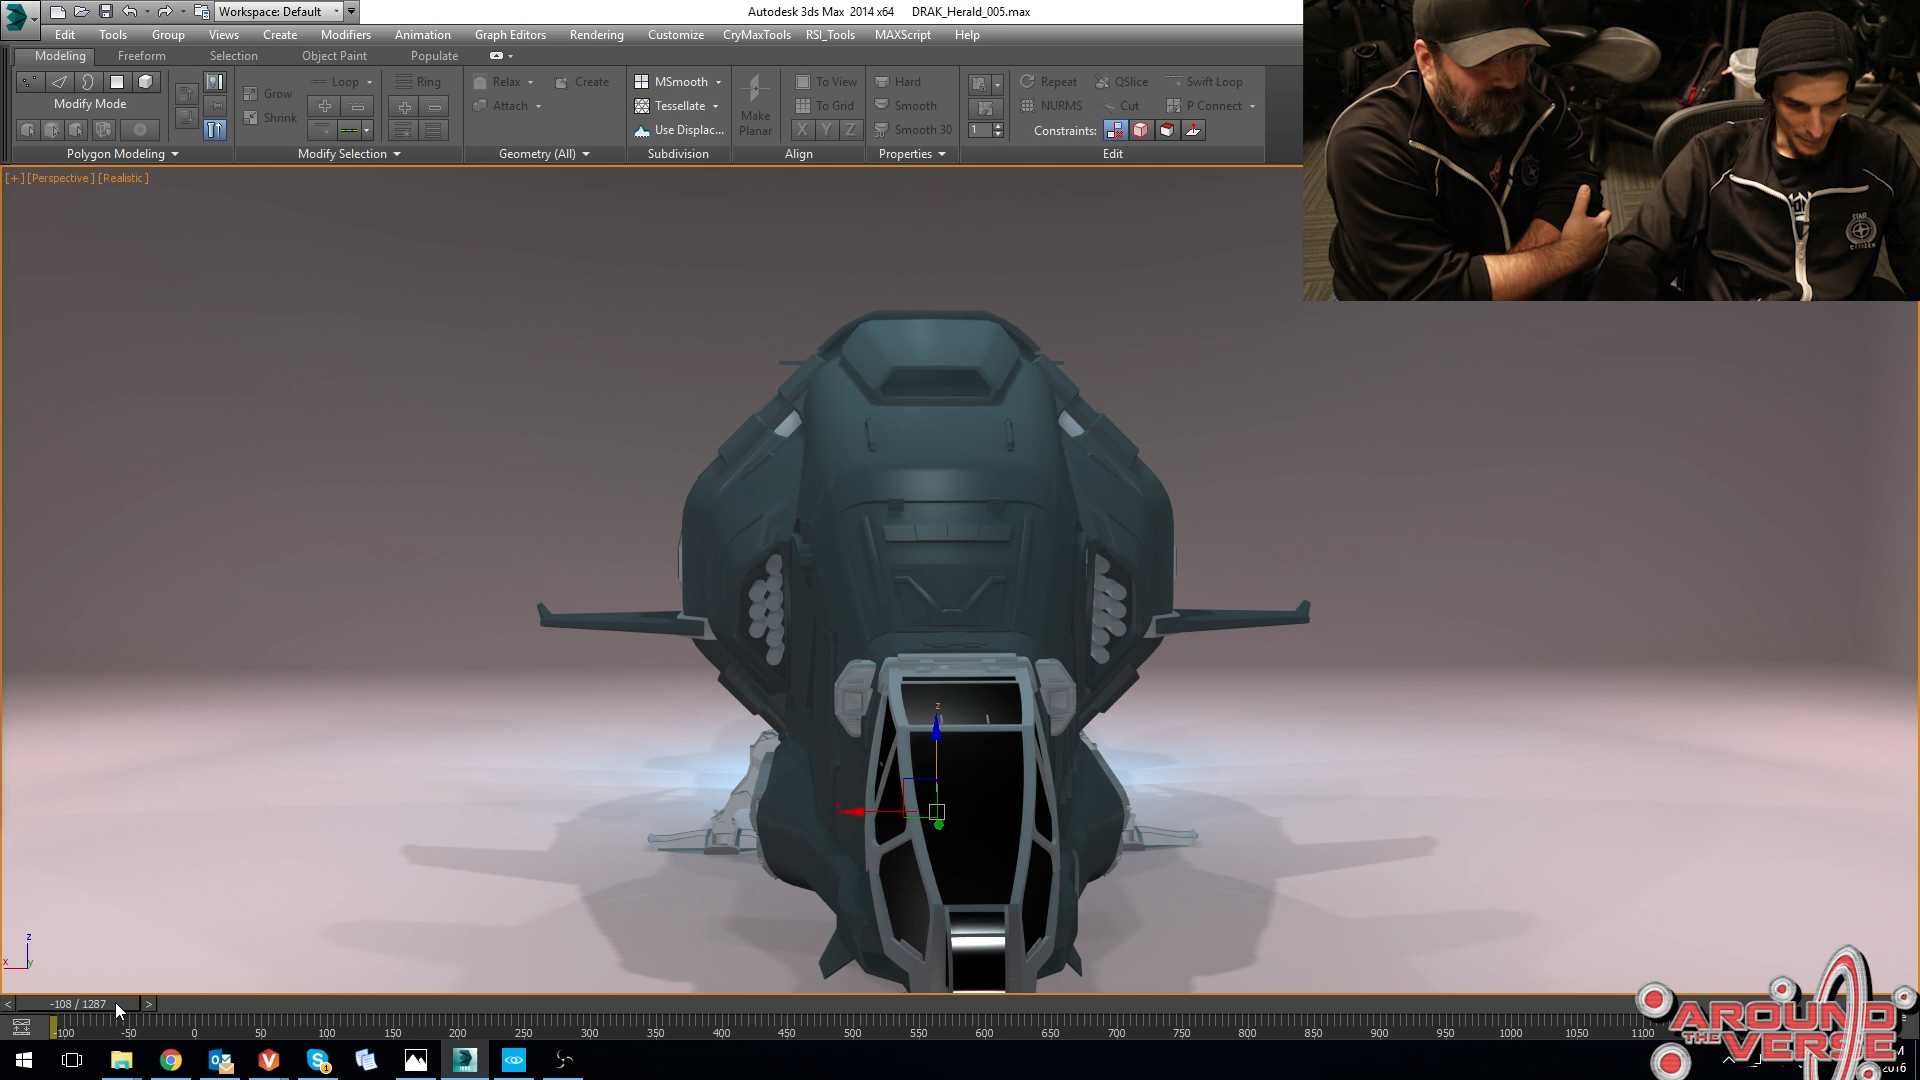 Workspace: Default
Autodesk 3ds Max 2014 x64 DRAK_Herald_005.max
Edit Tools Group Views Create Modifiers Animation Graph Editors Rendering Customize CryMaxTools RSI_Tools MAXScript Help
Modeling Freeform Selection Object Paint Populate
Loop Ring Relax Create MSmooth To View Hard Repeat QSlice Swift Loop
Grow
Modify Mode Attach Tessellate To Grid Smooth NURMS Cut P Connect
Shrink Make Planar
Use Displac... X Y Z Smooth 30 1 Constraints:
Polygon Modeling Modify Selection Geometry (All) Subdivision Align Properties Edit
[+] [Perspective] [Realistic]
STAR
CITIZEN
z
z
x y
< -108 / 1287 >
-100 -50 0 50 100 150 200 250 300 350 400 450 500 550 600 650 700 750 800 850 900 950 1000 1050 1100
AROUND
THE VERSE